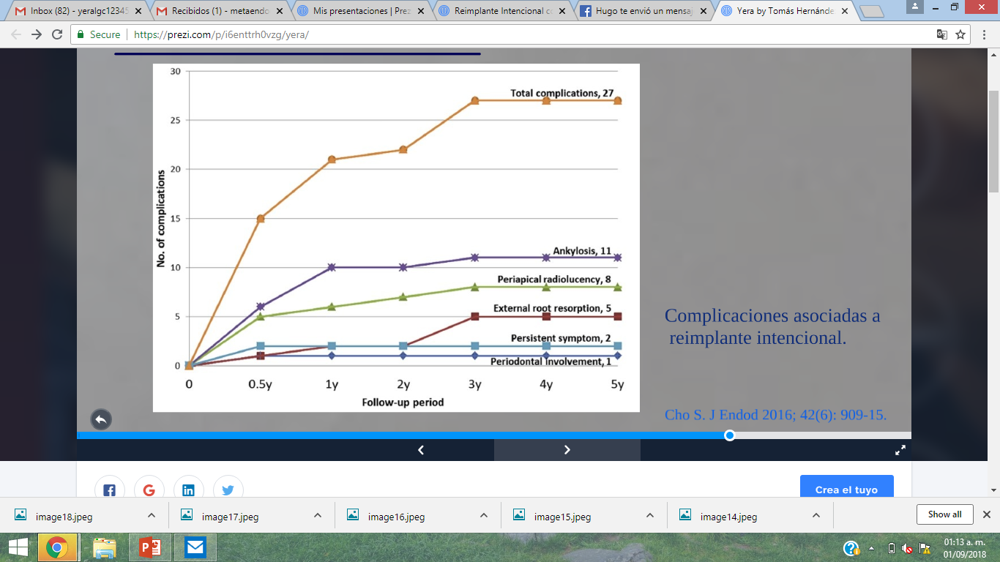 Inbox (82) - yeralgc12345
Recibidos (1) - metaendo
Mis presentaciones | Prez
Reimplante Intencional co
Hugo te envió un mensaj
Yera by Tomás Hernánde
Secure
https://prezi.com/p/i6enttrh0vzg/yera/
30
25
20
15
10
5
0
No. of complications
Total complications, 27
Ankylosis, 11
Periapical radiolucency, 8
External root resorption, 5
Persistent symptom, 2
Periodontal involvement, 1
0 0.5y 1y 2y 3y 4y 5y
Follow-up period
Complicaciones asociadas a
reimplante intencional.
Cho S. J Endod 2016; 42(6): 909-15.
Crea el tuyo
image18.jpeg
image17.jpeg
image16.jpeg
image15.jpeg
image14.jpeg
Show all
01:13 a. m.
01/09/2018